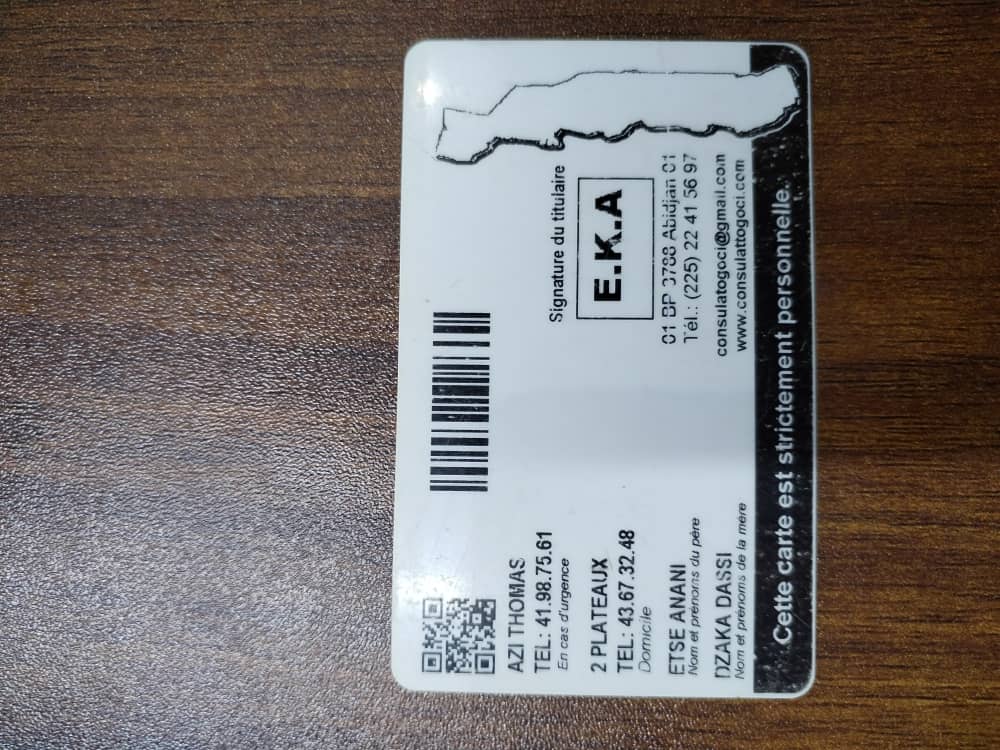 AZI THOMAS
TEL: 41.98.75.61
En cas d'urgence
2 PLATEAUX
TEL: 43.67.32.48
Domicile
ETSE ANANI
Nom et prénoms du père
DZAKA DASSI
Nom et prénoms de la mère
Signature du titulaire
E.K.A
01 BP 3788 Abidjan 01
Tél.: (225) 22 41 56 97
consulatogoci@gmail.com
www.consulattogoci.com
Cette carte est strictement personnelle.